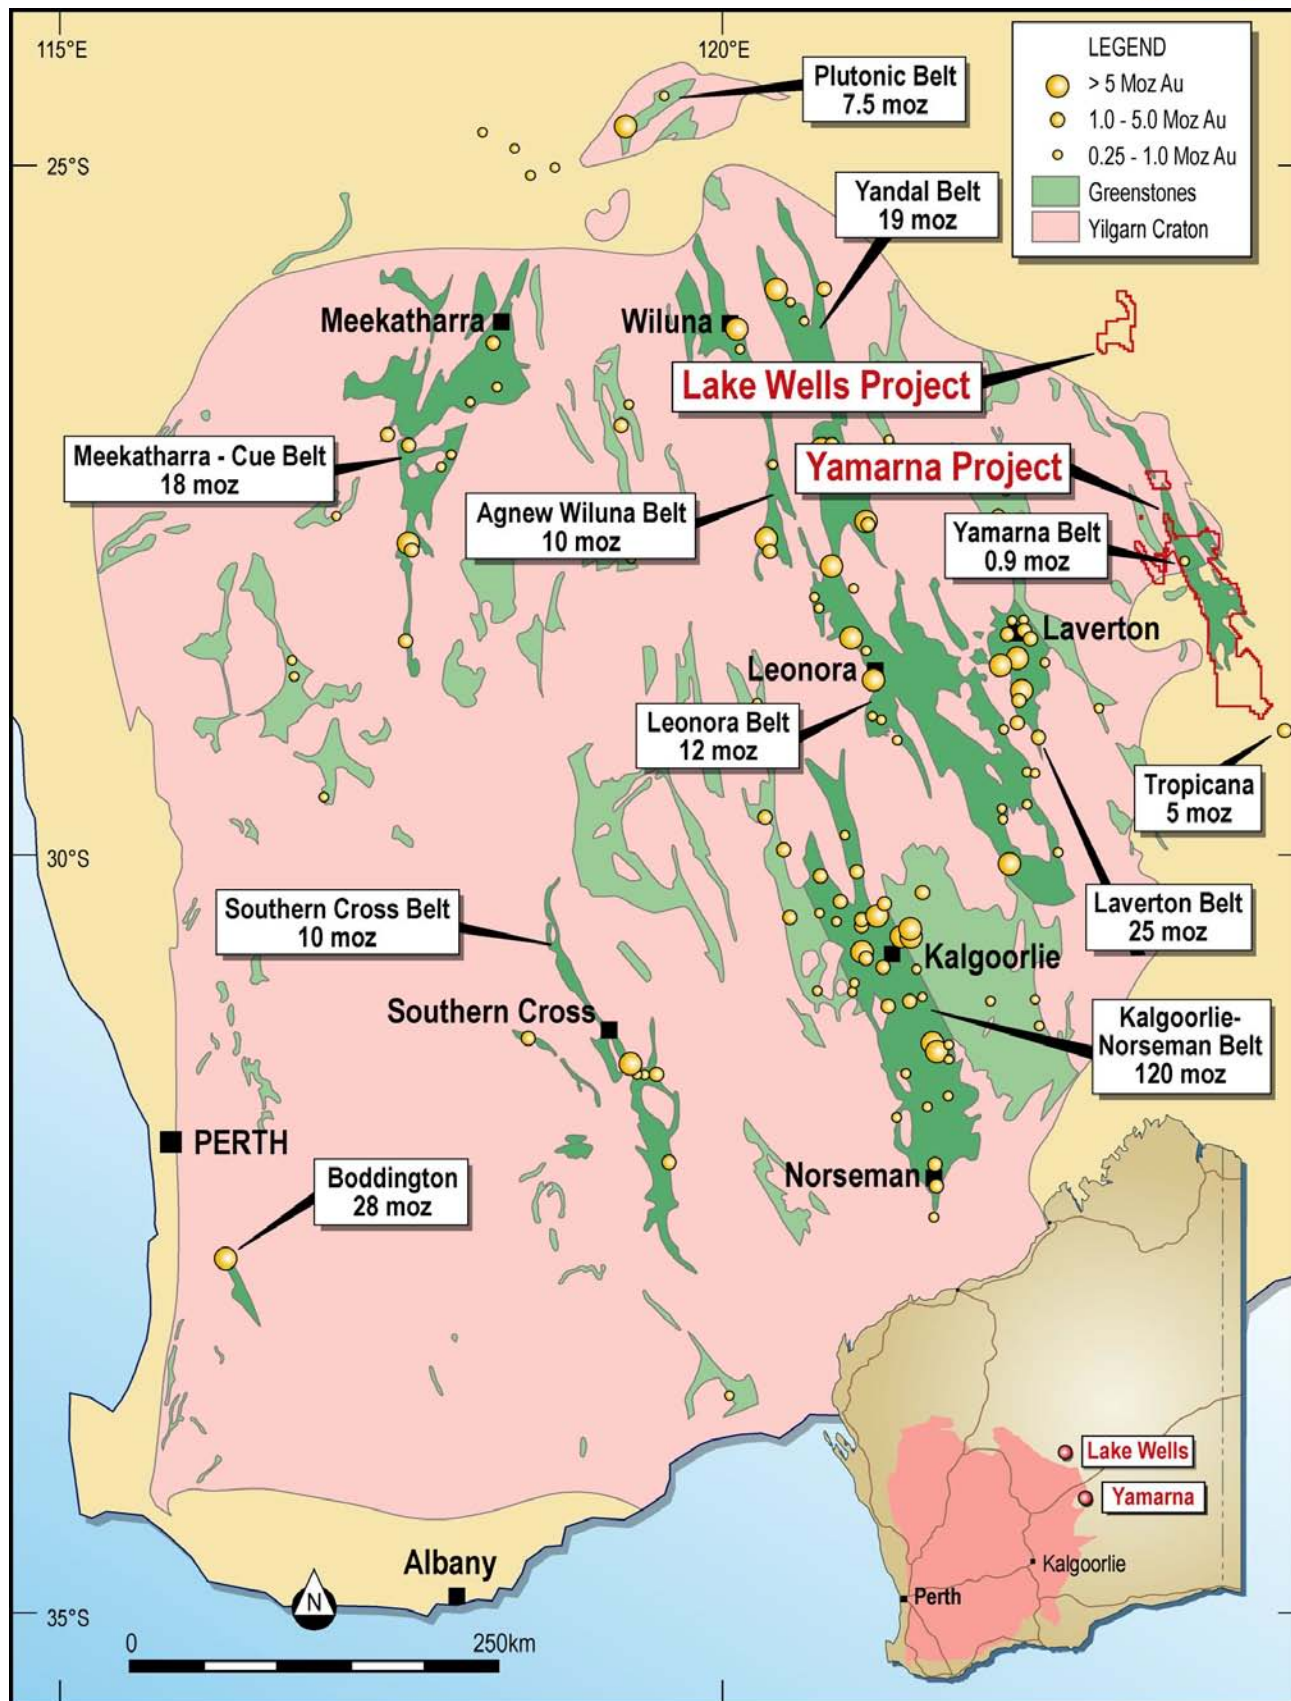 115°E
120°E
LEGEND
> 5 Moz Au
1.0 - 5.0 Moz Au
0.25 - 1.0 Moz Au
Greenstones
Yilgarn Craton
Plutonic Belt
7.5 moz
25°S
Yandal Belt
19 moz
Meekatharra
Wiluna
Lake Wells Project
Meekatharra - Cue Belt
18 moz
Yamarna Project
Agnew Wiluna Belt
10 moz
Yamarna Belt
0.9 moz
Laverton
Leonora
Leonora Belt
12 moz
Tropicana
5 moz
30°S
Southern Cross Belt
10 moz
Laverton Belt
25 moz
Kalgoorlie
Southern Cross
Kalgoorlie-
Norseman Belt
120 moz
PERTH
Boddington
28 moz
Norseman
Lake Wells
Yamarna
Kalgoorlie
Perth
Albany
N
35°S
0
250km